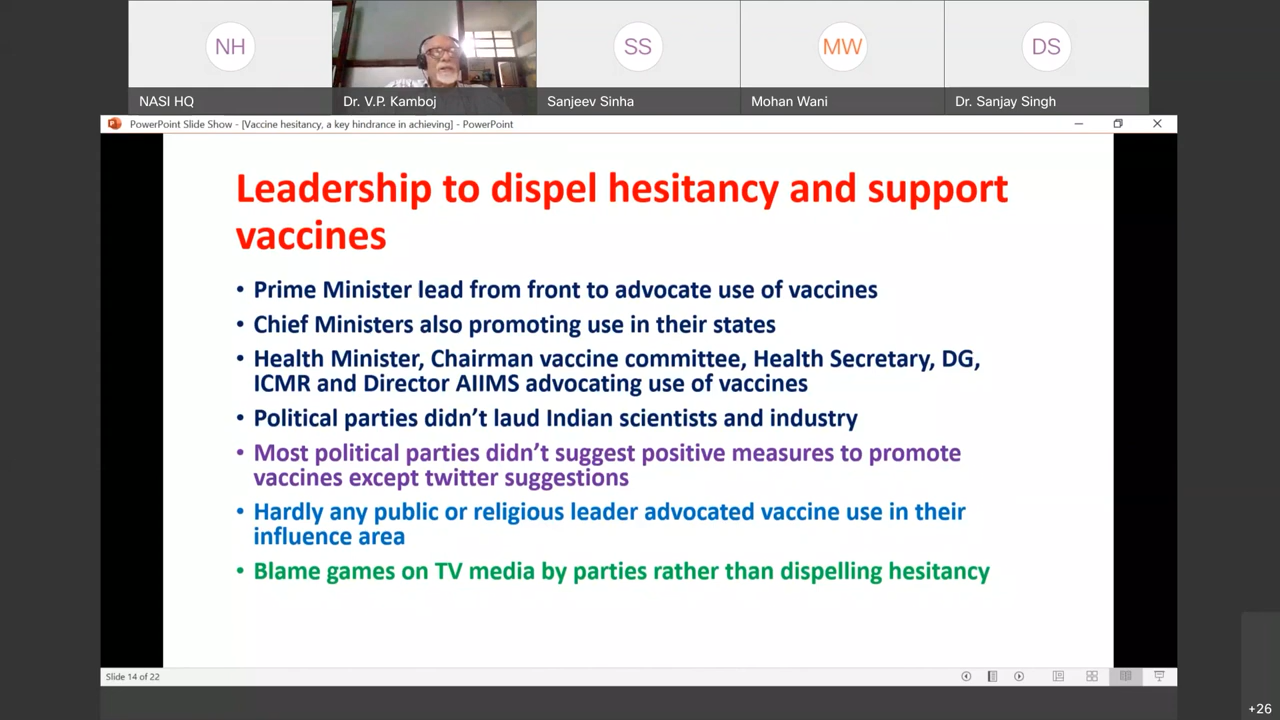 NH
SS
MW
DS
NASI HQ
Dr. V.P. Kamboj
Sanjeev Sinha
Mohan Wani
Dr. Sanjay Singh
PowerPoint Slide Show - [Vaccine hesitancy, a key hindrance in achieving] - PowerPoint
Leadership to dispel hesitancy and support
vaccines
• Prime Minister lead from front to advocate use of vaccines
• Chief Ministers also promoting use in their states
• Health Minister, Chairman vaccine committee, Health Secretary, DG,
ICMR and Director AIIMS advocating use of vaccines
• Political parties didn't laud Indian scientists and industry
• Most political parties didn't suggest positive measures to promote
vaccines except twitter suggestions
• Hardly any public or religious leader advocated vaccine use in their
influence area
• Blame games on TV media by parties rather than dispelling hesitancy
Slide 14 of 22
+26